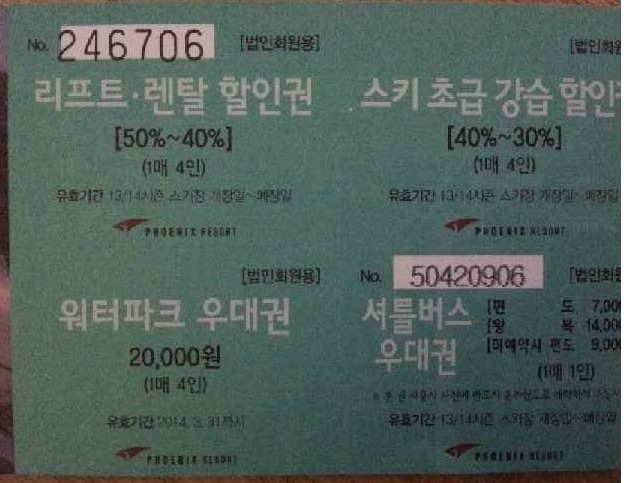 No. 246706 [법인회원용]
리프트·렌탈 할인권
[50%~40%]
(1매 4인)
유효기간 13/14시즌 스키장 개장일~폐장일
PHOENIX RESORT
[법인회원
스키 초급 강습 할인
[40%~30%]
(1매 4인)
유효기간 13/14시즌 스키장 개장일~폐장일
PHOENIX RESORT
[법인회원용]
워터파크 우대권
20,000원
(1매 4인)
유효기간 2014. 3. 31까지
PHOENIX RESORT
No. 50420906 [법인회원
셔틀버스 우대권
[편 도 7,000
[왕 복 14,000
[미예약시 편도 9,000
(1매 1인)
유효기간 13/14시즌 스키장 개장일~폐장일
PHOENIX RESORT